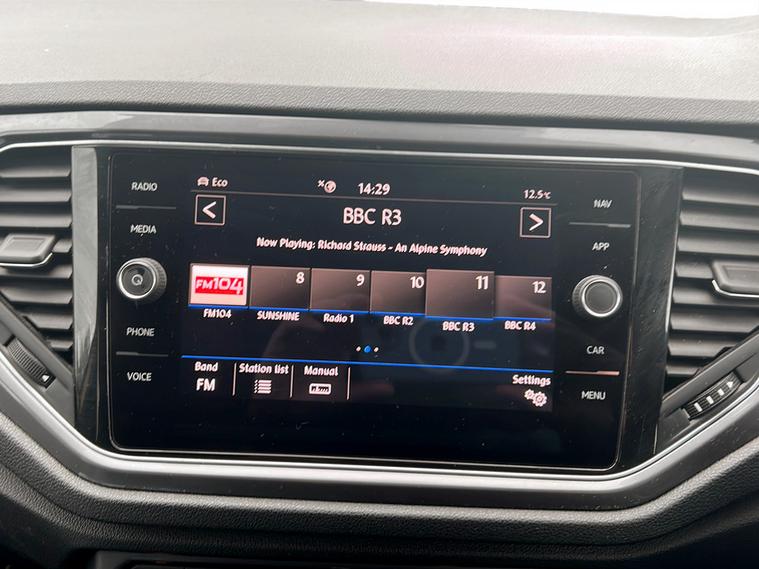 RADIO
MEDIA
PHONE
VOICE
Eco
14:29
12.5°C
<
BBC R3
>
Now Playing: Richard Strauss - An Alpine Symphony
FM104 8 9 10 11 12
FM104 SUNSHINE Radio 1 BBC R2 BBC R3 BBC R4
Band Station list Manual Settings
FM
NAV
APP
CAR
MENU